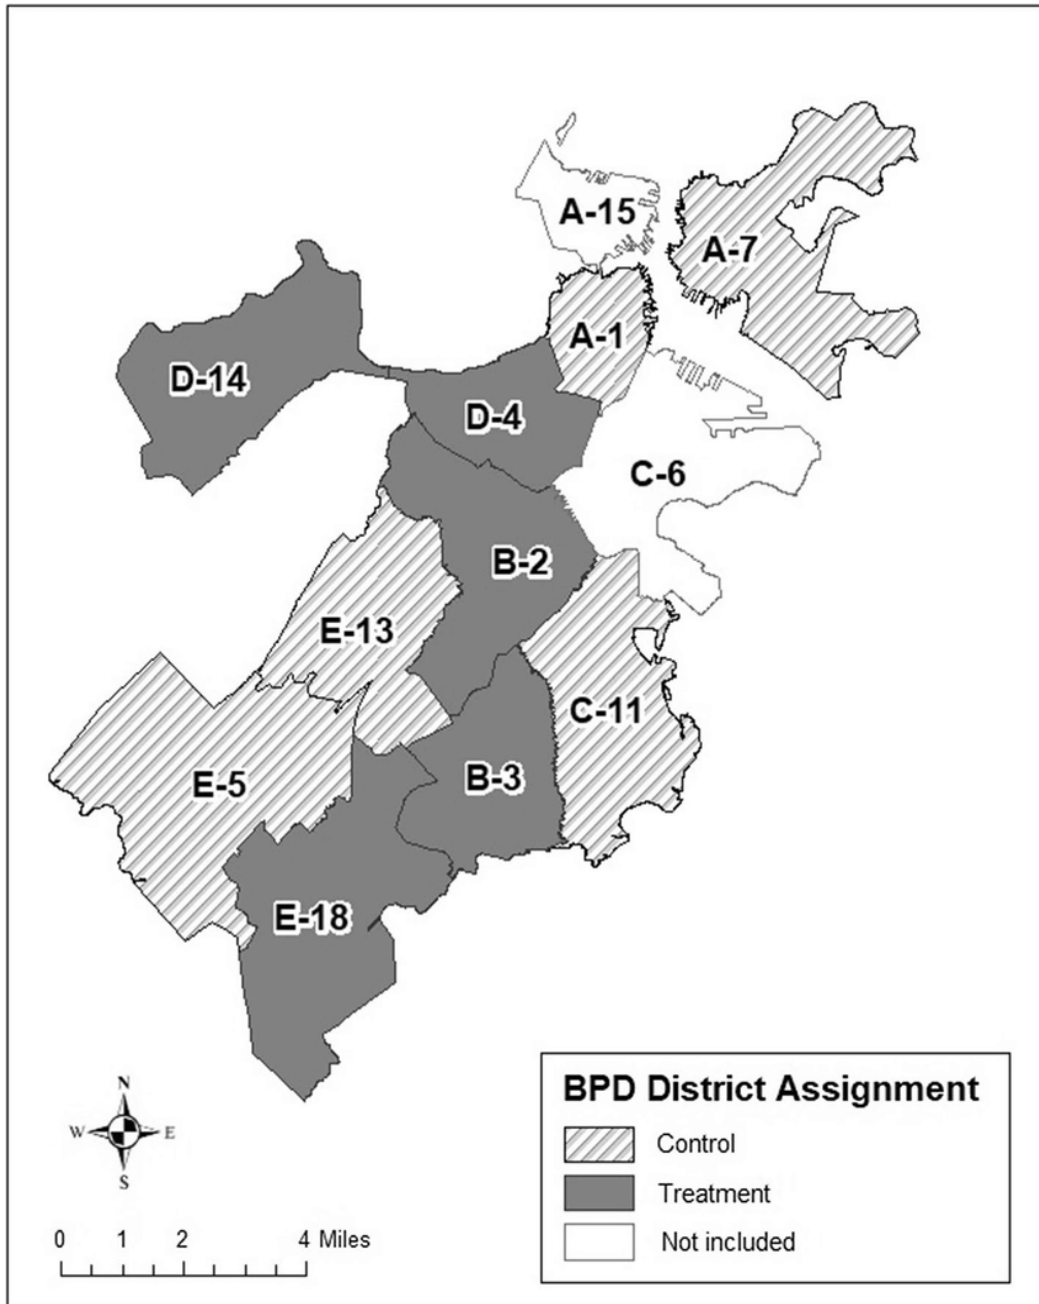 A-15
A-7
A-1
D-14
D-4
C-6
B-2
E-13
C-11
B-3
E-5
E-18
N
W E
S
0 1 2 4 Miles
BPD District Assignment
Control
Treatment
Not included